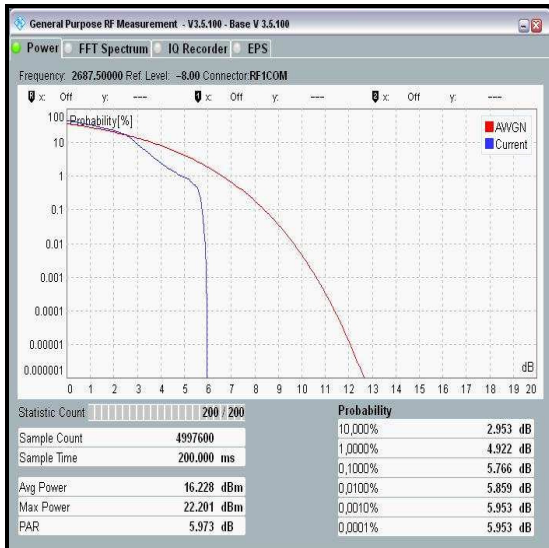 General Purpose RF Measurement - V3.5.100 - Base V 3.5.100
Power FFT Spectrum IQ Recorder EPS
Frequency: 2687.50000 Ref. Level: -8.00 Connector:RF1COM
x: Off y: --- 1 x: Off y: --- 2 x: Off y: ---
Probability[%]
AWGN
Current
100
10
1
0.1
0.01
0.001
0.0001
0.00001
0.000001
dB
0 1 2 3 4 5 6 7 8 9 10 11 12 13 14 15 16 17 18 19 20
Statistic Count 200 / 200
Sample Count 4997600
Sample Time 200.000 ms
Avg Power 16.228 dBm
Max Power 22.201 dBm
PAR 5.973 dB
Probability
10,000% 2.953 dB
1,0000% 4.922 dB
0,1000% 5.766 dB
0,0100% 5.859 dB
0,0010% 5.953 dB
0,0001% 5.953 dB